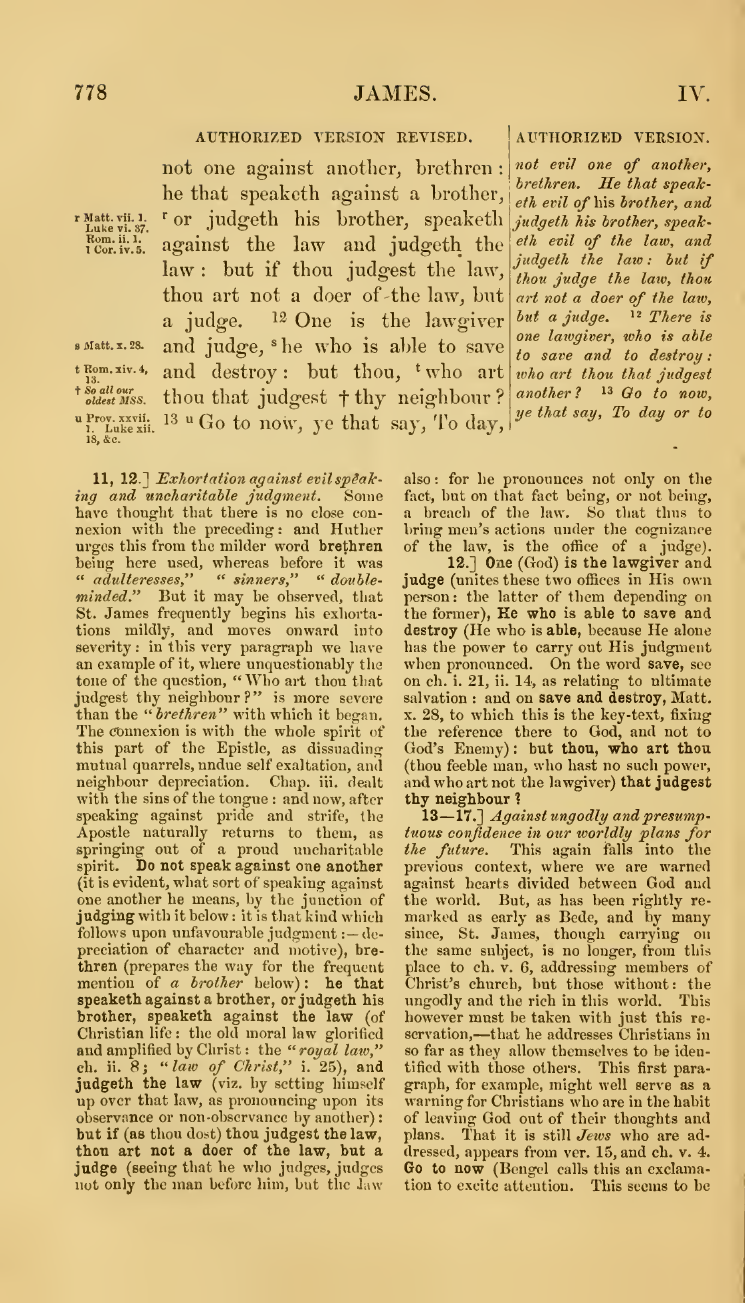 778
JAMES.
IV.
AUTHORIZED VERSION REVISED.
not one against another, brethren :
he that speaketh against a brother,
r or judgeth his brother, speaketh
against the law and judgeth the
law : but if thou judgest the law,
thou art not a doer of the law, but
a judge. 12 One is the lawgiver
and judge, s he who is able to save
and destroy : but thou, t who art
thou that judgest † thy neighbour ?
13 u Go to now, ye that say, To day,
r Matt. vii. 1.
Luke vi. 37.
Rom. ii. 1.
1 Cor. iv. 5.
s Matt. x. 28.
t Rom. xiv. 4,
13.
† So all our
oldest MSS.
u Prov. xxvii.
1. Luke xii.
18, &c.
AUTHORIZED VERSION.
not evil one of another,
brethren. He that speak-
eth evil of his brother, and
judgeth his brother, speak-
eth evil of the law, and
judgeth the law : but if
thou judge the law, thou
art not a doer of the law,
but a judge. 12 There is
one lawgiver, who is able
to save and to destroy :
who art thou that judgest
another ? 13 Go to now,
ye that say, To day or to
11, 12.] Exhortation against evil speak-
ing and uncharitable judgment. Some
have thought that there is no close con-
nexion with the preceding : and Huther
urges this from the milder word brethren
being here used, whereas before it was
“ adulteresses,” “ sinners,” “ double-
minded.” But it may be observed, that
St. James frequently begins his exhorta-
tions mildly, and moves onward into
severity : in this very paragraph we have
an example of it, where unquestionably the
tone of the question, “ Who art thou that
judgest thy neighbour ?” is more severe
than the “ brethren” with which it began.
The connexion is with the whole spirit of
this part of the Epistle, as dissuading
mutual quarrels, undue self exaltation, and
neighbour depreciation. Chap. iii. dealt
with the sins of the tongue : and now, after
speaking against pride and strife, the
Apostle naturally returns to them, as
springing out of a proud uncharitable
spirit. Do not speak against one another
(it is evident, what sort of speaking against
one another he means, by the junction of
judging with it below : it is that kind which
follows upon unfavourable judgment :—de-
preciation of character and motive), bre-
thren (prepares the way for the frequent
mention of a brother below) : he that
speaketh against a brother, or judgeth his
brother, speaketh against the law (of
Christian life : the old moral law glorified
and amplified by Christ : the “ royal law,”
ch. ii. 8 ; “ law of Christ,” i. 25), and
judgeth the law (viz. by setting himself
up over that law, as pronouncing upon its
observance or non-observance by another) :
but if (as thou dost) thou judgest the law,
thou art not a doer of the law, but a
judge (seeing that he who judges, judges
not only the man before him, but the law
also : for he pronounces not only on the
fact, but on that fact being, or not being,
a breach of the law. So that thus to
bring men's actions under the cognizance
of the law, is the office of a judge).
12.] One (God) is the lawgiver and
judge (unites these two offices in His own
person : the latter of them depending on
the former), He who is able to save and
destroy (He who is able, because He alone
has the power to carry out His judgment
when pronounced. On the word save, see
on ch. i. 21, ii. 14, as relating to ultimate
salvation : and on save and destroy, Matt.
x. 28, to which this is the key-text, fixing
the reference there to God, and not to
God's Enemy) : but thou, who art thou
(thou feeble man, who hast no such power,
and who art not the lawgiver) that judgest
thy neighbour ?
13—17.] Against ungodly and presump-
tuous confidence in our worldly plans for
the future. This again falls into the
previous context, where we are warned
against hearts divided between God and
the world. But, as has been rightly re-
marked as early as Bede, and by many
since, St. James, though carrying on
the same subject, is no longer, from this
place to ch. v. 6, addressing members of
Christ's church, but those without : the
ungodly and the rich in this world. This
however must be taken with just this re-
servation,—that he addresses Christians in
so far as they allow themselves to be iden-
tified with those others. This first para-
graph, for example, might well serve as a
warning for Christians who are in the habit
of leaving God out of their thoughts and
plans. That it is still Jews who are ad-
dressed, appears from ver. 15, and ch. v. 4.
Go to now (Bengel calls this an exclama-
tion to excite attention. This seems to be